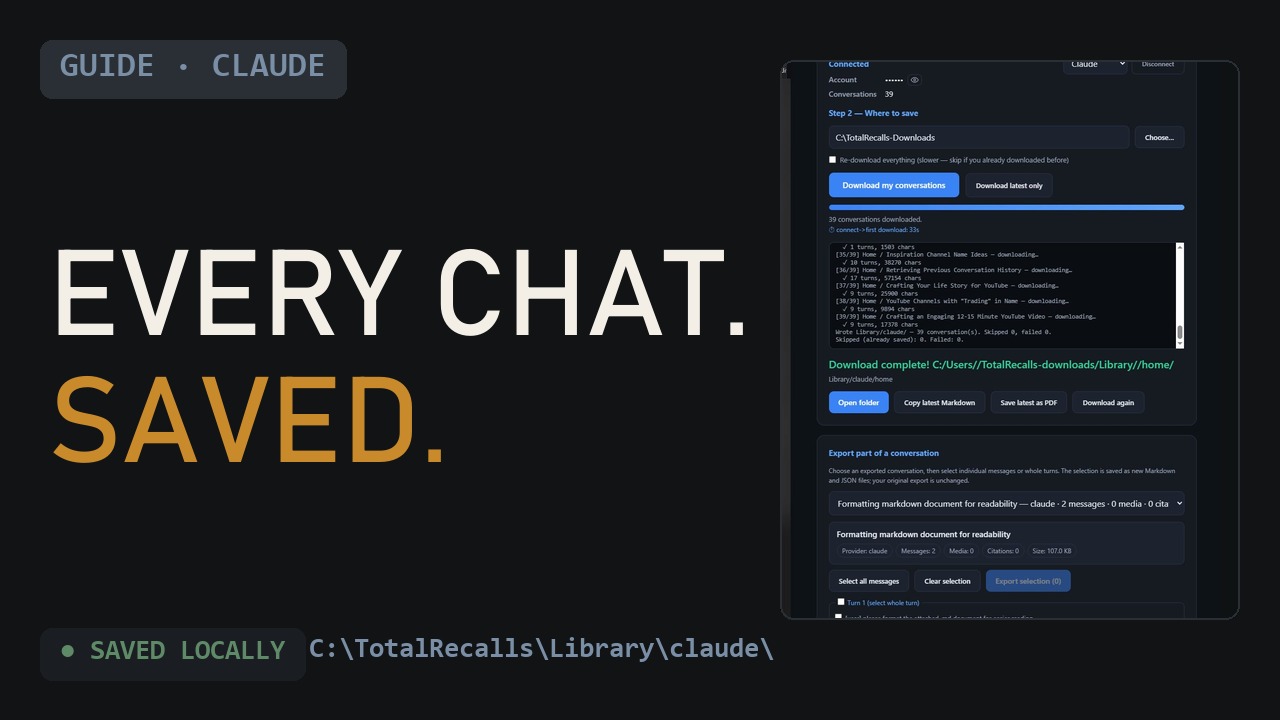 GUIDE · CLAUDE
EVERY CHAT.
SAVED.
● SAVED LOCALLY
C:\TotalRecalls\Library\claude\
Connected
Claude
Disconnect
Account ••••••
Conversations 39
Step 2 — Where to save
C:\TotalRecalls-Downloads
Choose...
Re-download everything (slower — skip if you already downloaded before)
Download my conversations
Download latest only
39 conversations downloaded.
⏱ connect->first download: 33s
✓ 1 turns, 1503 chars
[35/39] Home / Inspiration Channel Name Ideas — downloading…
✓ 10 turns, 38270 chars
[36/39] Home / Retrieving Previous Conversation History — downloading…
✓ 17 turns, 57154 chars
[37/39] Home / Crafting Your Life Story for YouTube — downloading…
✓ 9 turns, 25900 chars
[38/39] Home / YouTube Channels with "Trading" in Name — downloading…
✓ 9 turns, 9894 chars
[39/39] Home / Crafting an Engaging 12-15 Minute YouTube Video — downloading…
✓ 9 turns, 17378 chars
Wrote Library/claude/ — 39 conversation(s). Skipped 0, failed 0.
Skipped (already saved): 0. Failed: 0.
Download complete! C:/Users//TotalRecalls-downloads/Library//home/
Library/claude/home
Open folder
Copy latest Markdown
Save latest as PDF
Download again
Export part of a conversation
Choose an exported conversation, then select individual messages or whole turns. The selection is saved as new Markdown
and JSON files; your original export is unchanged.
Formatting markdown document for readability — claude · 2 messages · 0 media · 0 cita
Formatting markdown document for readability
Provider: claude
Messages: 2
Media: 0
Citations: 0
Size: 107.0 KB
Select all messages
Clear selection
Export selection (0)
Turn 1 (select whole turn)